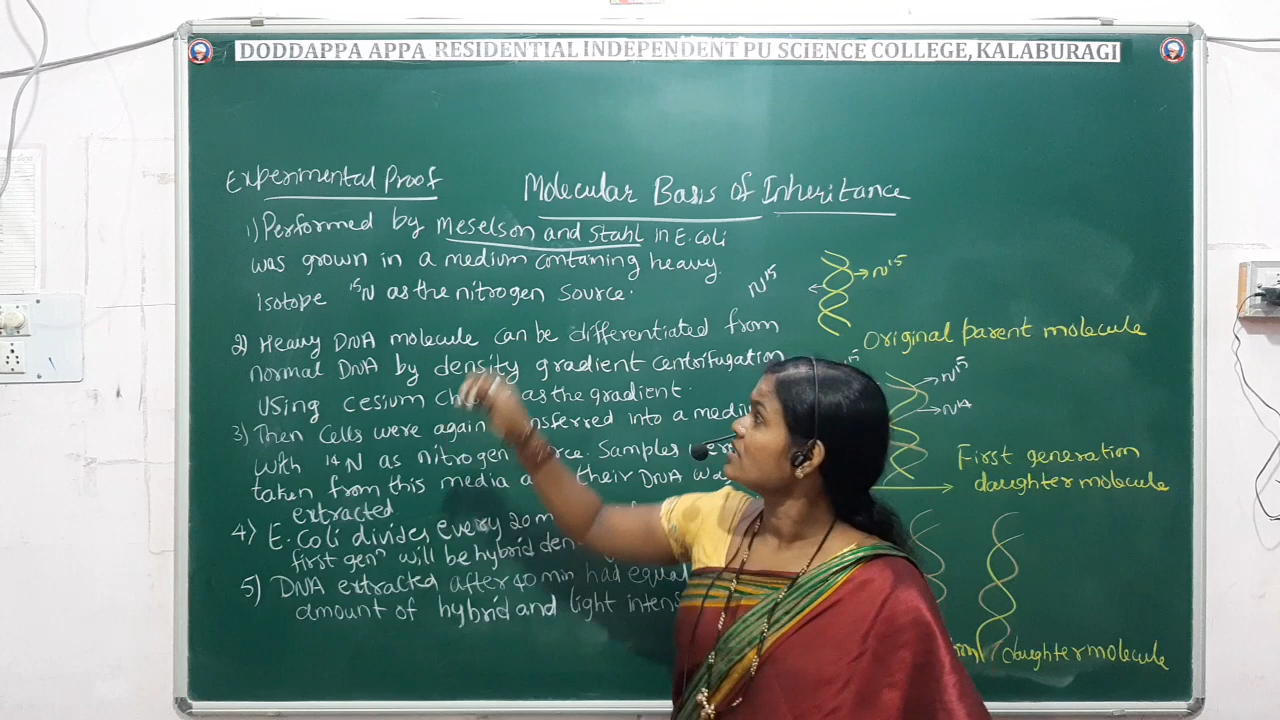 DODDAPPA APPA RESIDENTIAL INDEPENDENT PU SCIENCE COLLEGE, KALABURAGI
Experimental Proof
Molecular Basis of Inheritance
1) Performed by Meselson and Stahl in E.coli
was grown in a medium containing heavy
isotope ¹⁵N as the nitrogen source.
2) Heavy DNA molecule can be differentiated from
normal DNA by density gradient centrifugation
using cesium as the gradient.
3) Then cells were again into a
with ¹⁴N as nitrogen Samples
taken from this media their DNA
extracted
4) E.coli divides every 20
first genⁿ will be hybrid
5) DNA extracted after 40 min had equal
amount of hybrid and light
N¹⁵
N¹⁵
Original parent molecule
N¹⁵
N¹⁴
First generation
daughter molecule
daughter molecule